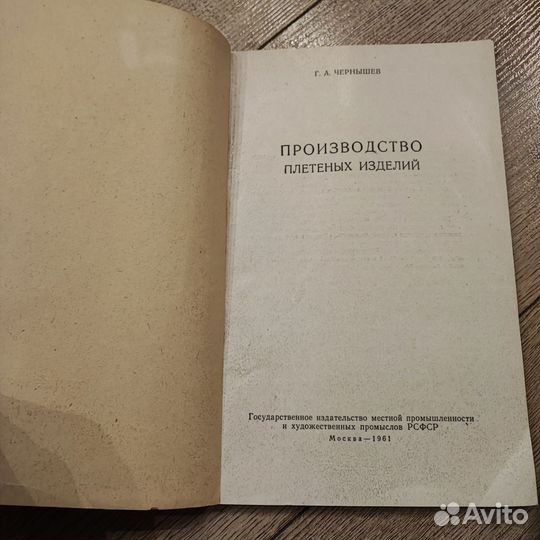 Г. А. ЧЕРНЫШЕВ
ПРОИЗВОДСТВО
ПЛЕТЕНЫХ ИЗДЕЛИЙ
Государственное издательство местной промышленности
и художественных промыслов РСФСР
Москва—1961
Avito